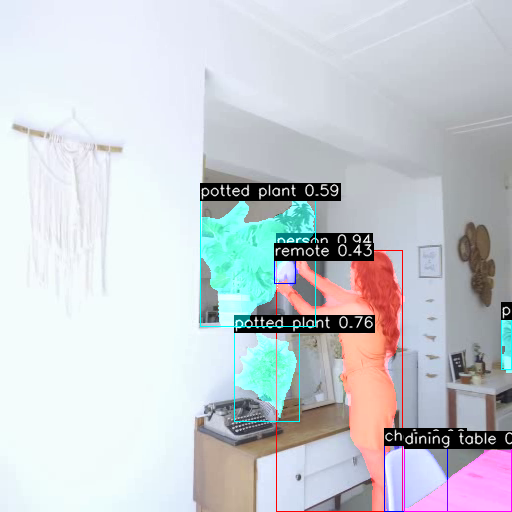 potted plant 0.59
person 0.94
remote 0.43
potted plant 0.76
p
ch
dining table 0